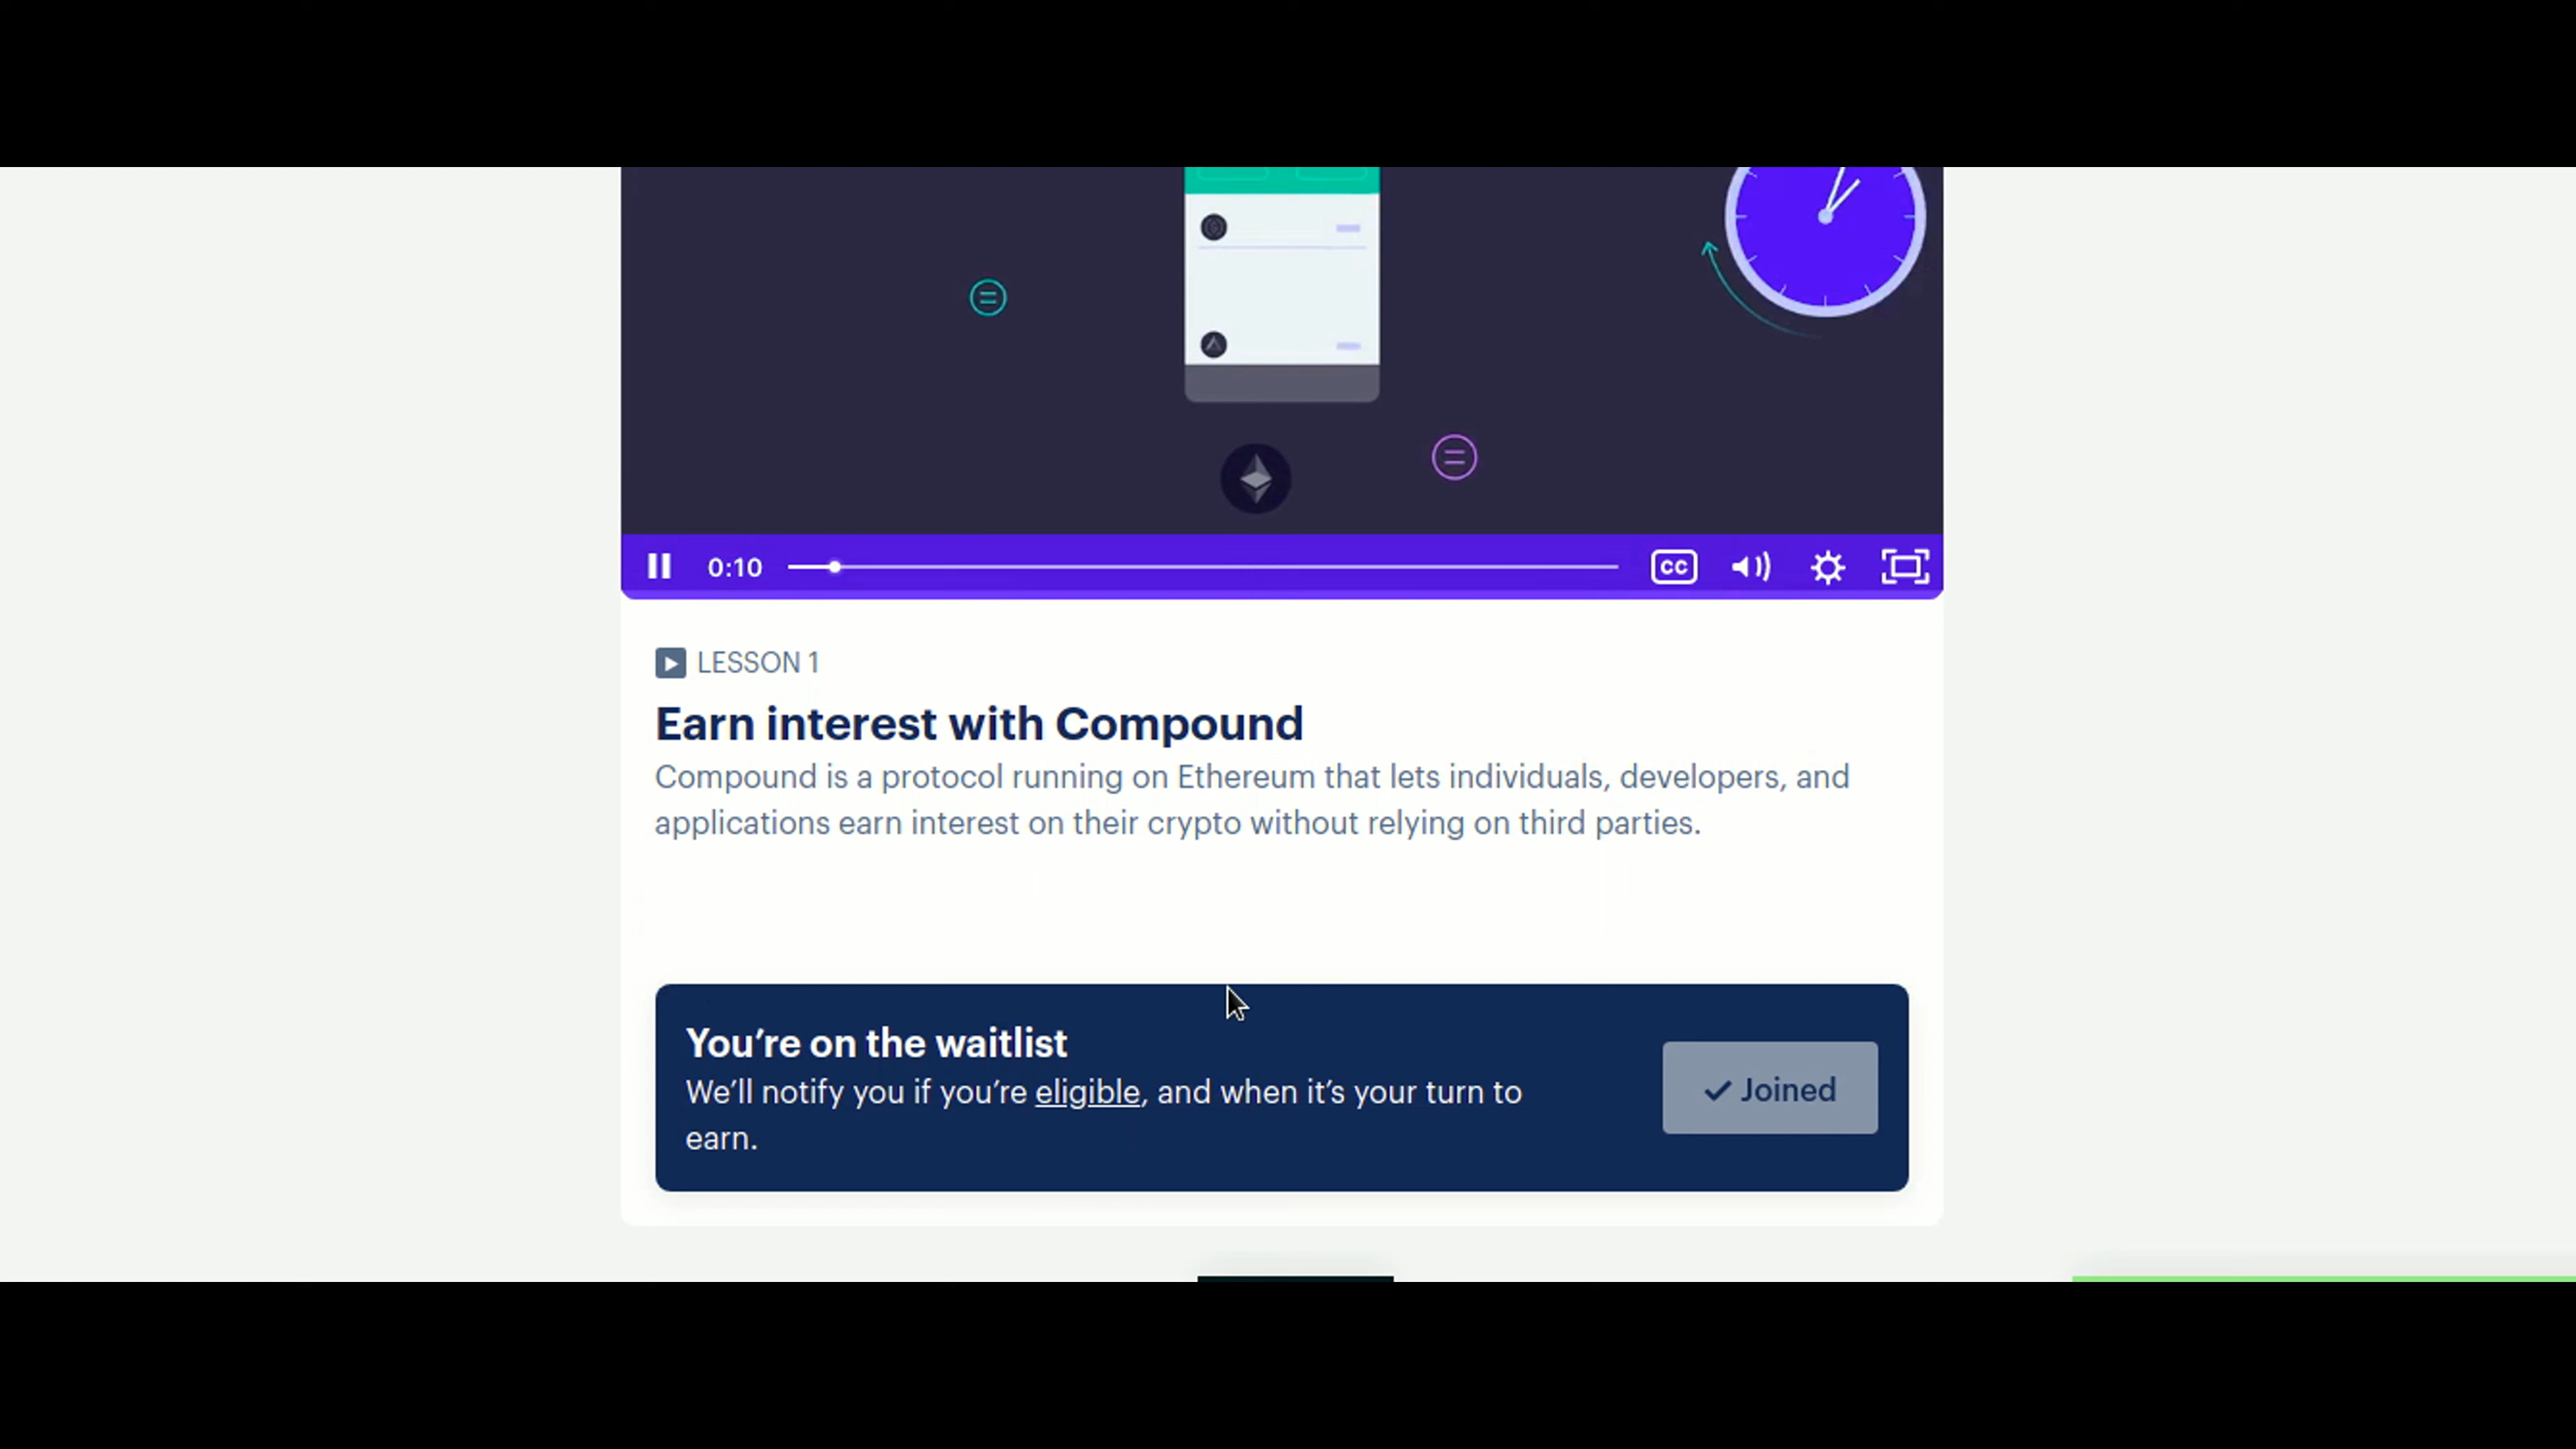 0:10
CC
LESSON 1
Earn interest with Compound
Compound is a protocol running on Ethereum that lets individuals, developers, and
applications earn interest on their crypto without relying on third parties.
You’re on the waitlist
We’ll notify you if you’re eligible, and when it’s your turn to
earn.
Joined